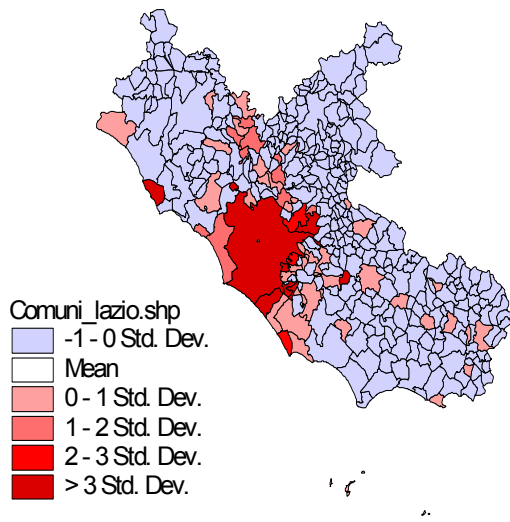 Comuni_lazio.shp
-1 - 0 Std. Dev.
Mean
0 - 1 Std. Dev.
1 - 2 Std. Dev.
2 - 3 Std. Dev.
> 3 Std. Dev.